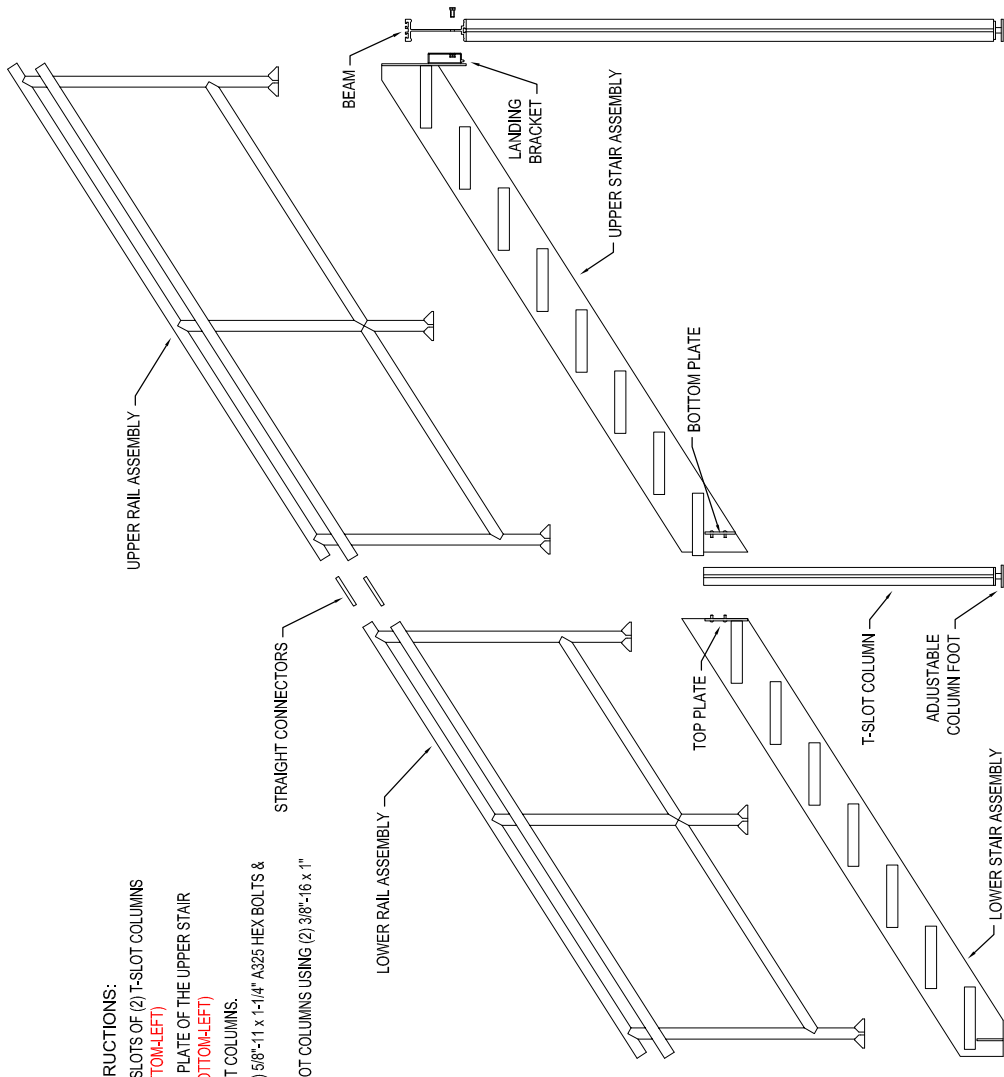 RUCTIONS:
SLOTS OF (2) T-SLOT COLUMNS
TOM-LEFT)
PLATE OF THE UPPER STAIR
OTTOM-LEFT)
T COLUMNS.
) 5/8"-11 x 1-1/4" A325 HEX BOLTS &
OT COLUMNS USING (2) 3/8"-16 x 1"
UPPER RAIL ASSEMBLY
STRAIGHT CONNECTORS
LOWER RAIL ASSEMBLY
BEAM
LANDING
BRACKET
UPPER STAIR ASSEMBLY
BOTTOM PLATE
TOP PLATE
T-SLOT COLUMN
ADJUSTABLE
COLUMN FOOT
LOWER STAIR ASSEMBLY